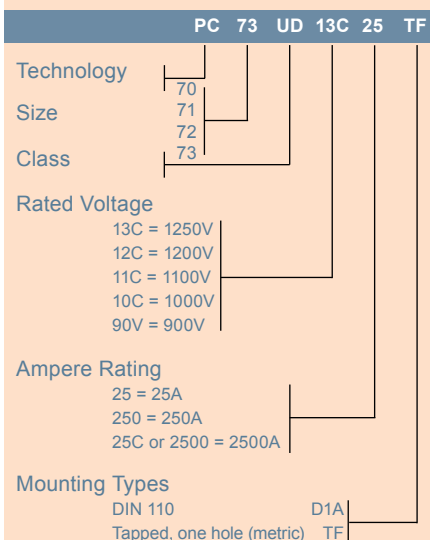 PC 73 UD 13C 25 TF
Technology
70
Size
71
72
Class
73
Rated Voltage
13C = 1250V
12C = 1200V
11C = 1100V
10C = 1000V
90V = 900V
Ampere Rating
25 = 25A
250 = 250A
25C or 2500 = 2500A
Mounting Types
DIN 110 D1A
Tapped, one hole (metric) TF